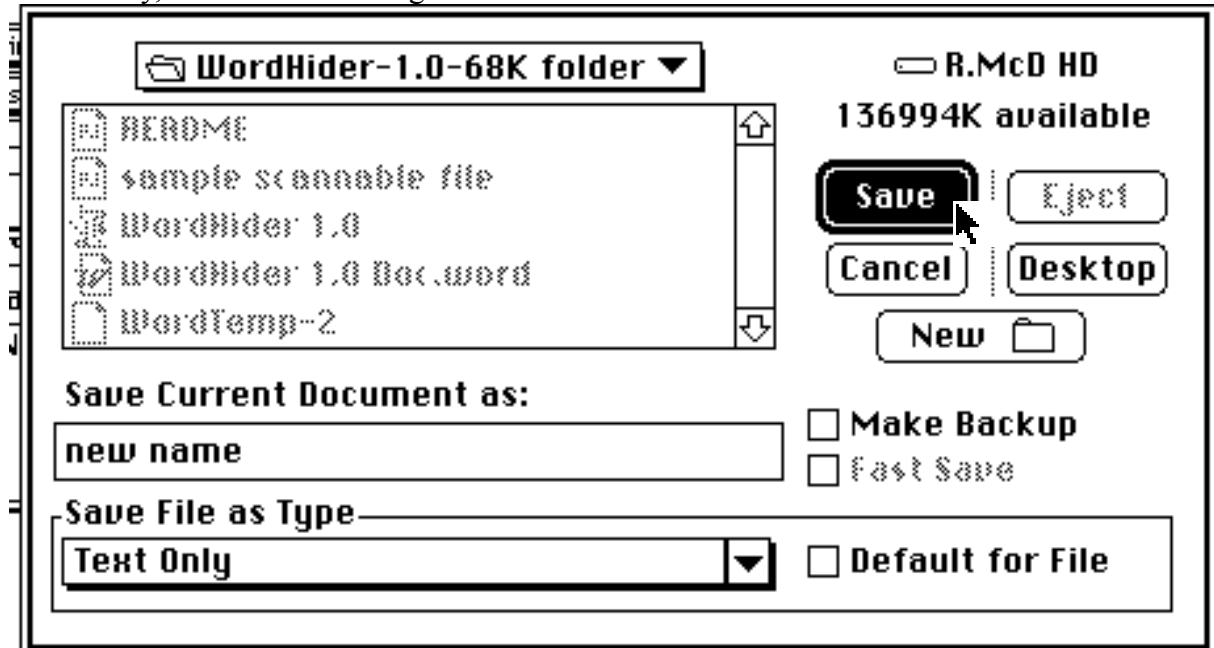 WordHider-1.0-68K folder
R.McD HD
136994K available
README
sample scannable file
WordHider 1.0
WordHider 1.0 Doc.word
WordTemp-2
Save
Eject
Cancel
Desktop
New
Save Current Document as:
new name
Make Backup
Fast Save
Save File as Type
Text Only
Default for File